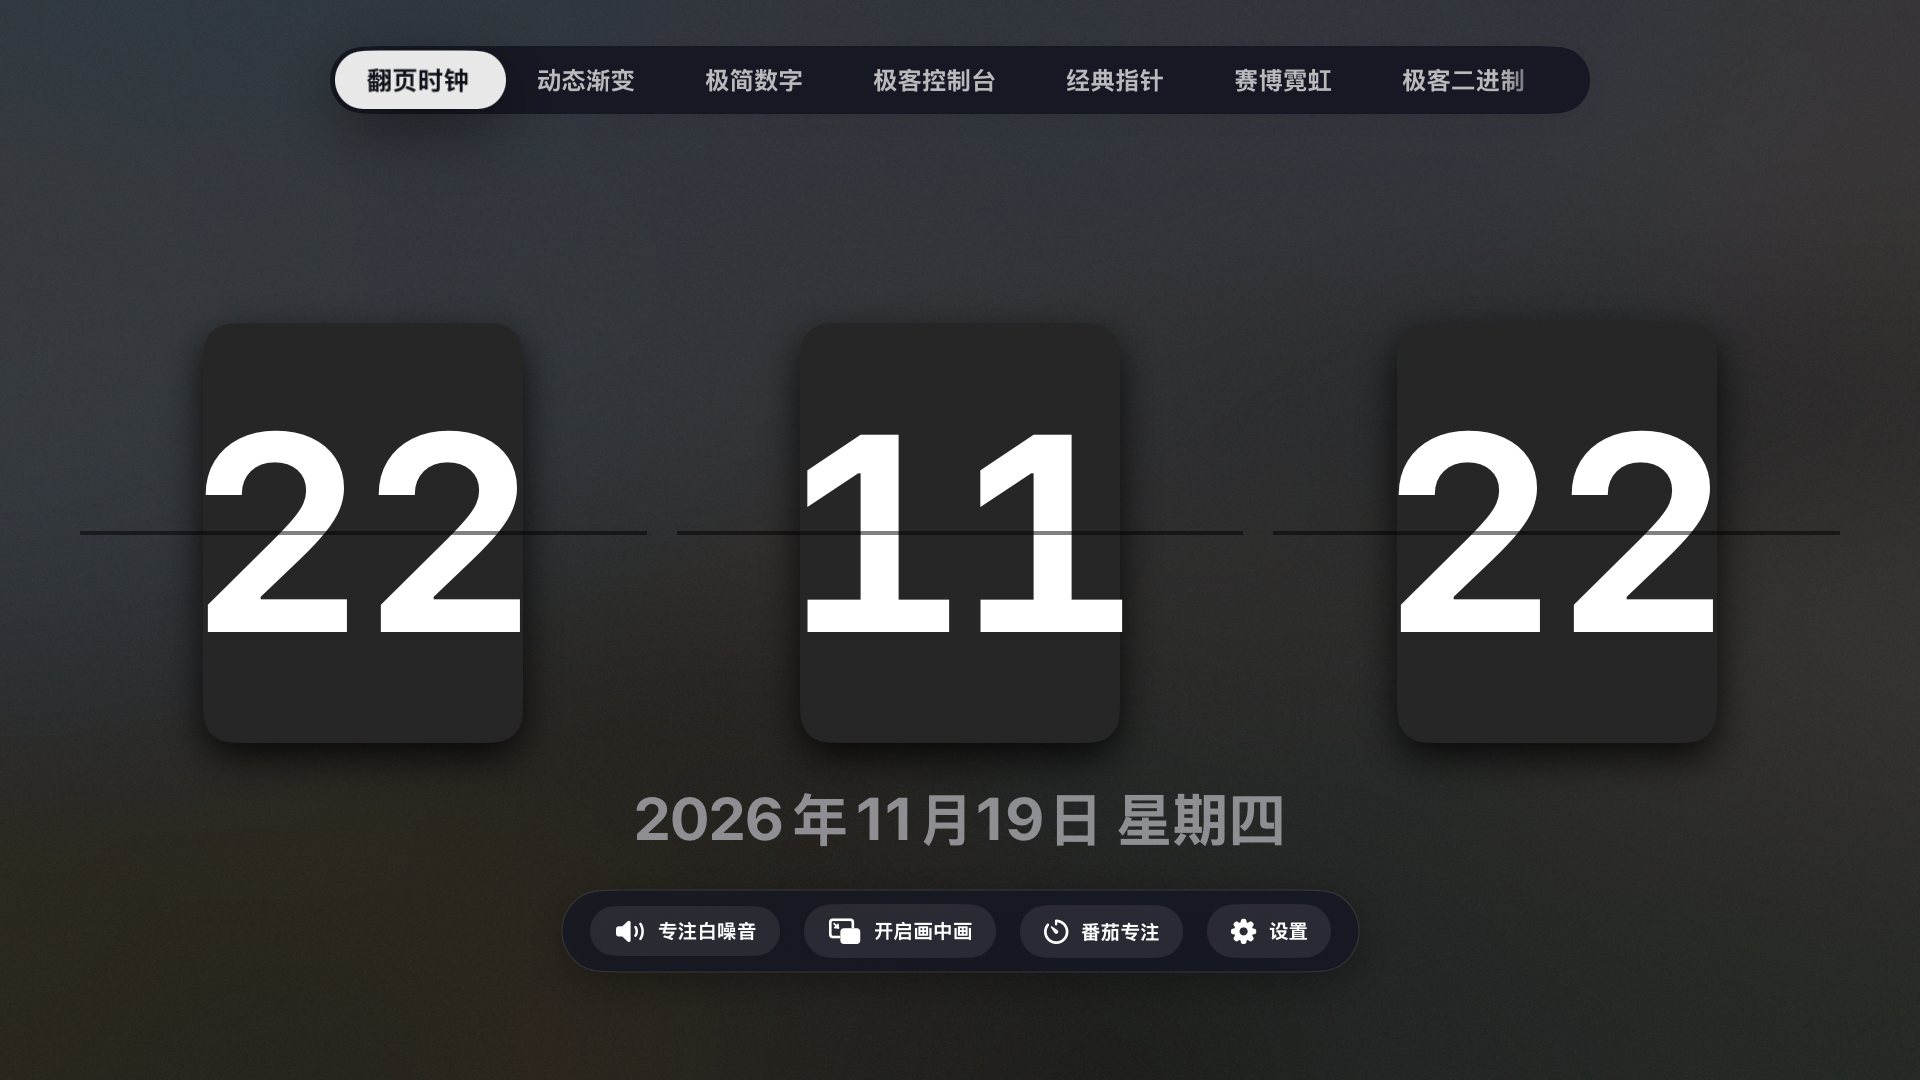 翻页时钟 动态渐变 极简数字 极客控制台 经典指针 赛博霓虹 极客二进制
22 11 22
2026年11月19日 星期四
专注白噪音 开启画中画 番茄专注 设置